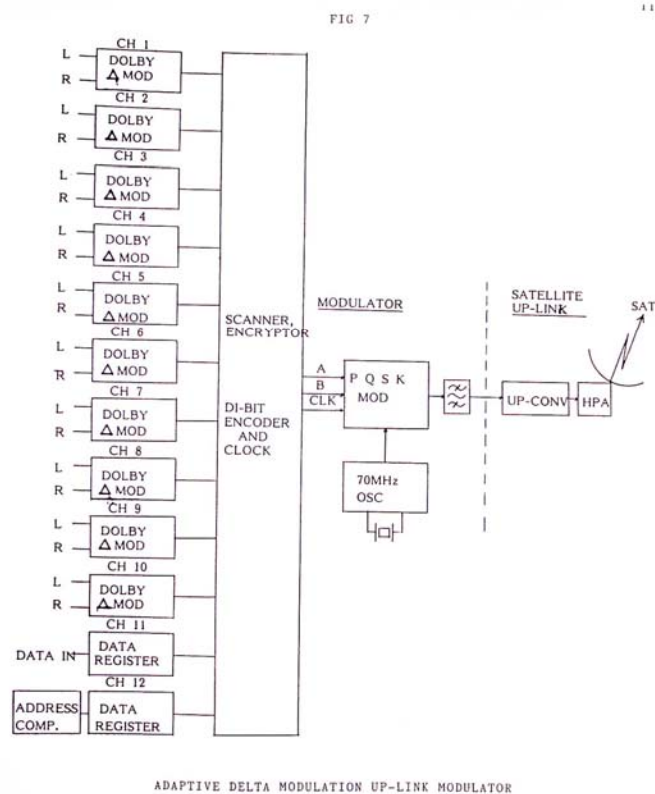 FIG 7
11
CH 1
L
R
DOLBY
Δ MOD
CH 2
L
R
DOLBY
Δ MOD
CH 3
L
R
DOLBY
Δ MOD
CH 4
L
R
DOLBY
Δ MOD
CH 5
L
R
DOLBY
Δ MOD
CH 6
L
R
DOLBY
Δ MOD
CH 7
L
R
DOLBY
Δ MOD
CH 8
L
R
DOLBY
Δ MOD
CH 9
L
R
DOLBY
Δ MOD
CH 10
L
R
DOLBY
Δ MOD
CH 11
DATA IN
DATA
REGISTER
CH 12
ADDRESS
COMP.
DATA
REGISTER
SCANNER,
ENCRYPTOR
DI-BIT
ENCODER
AND
CLOCK
MODULATOR
A
B
CLK
P Q S K
MOD
70MHz
OSC
SATELLITE
UP-LINK
SAT
UP-CONV
HPA
ADAPTIVE DELTA MODULATION UP-LINK MODULATOR